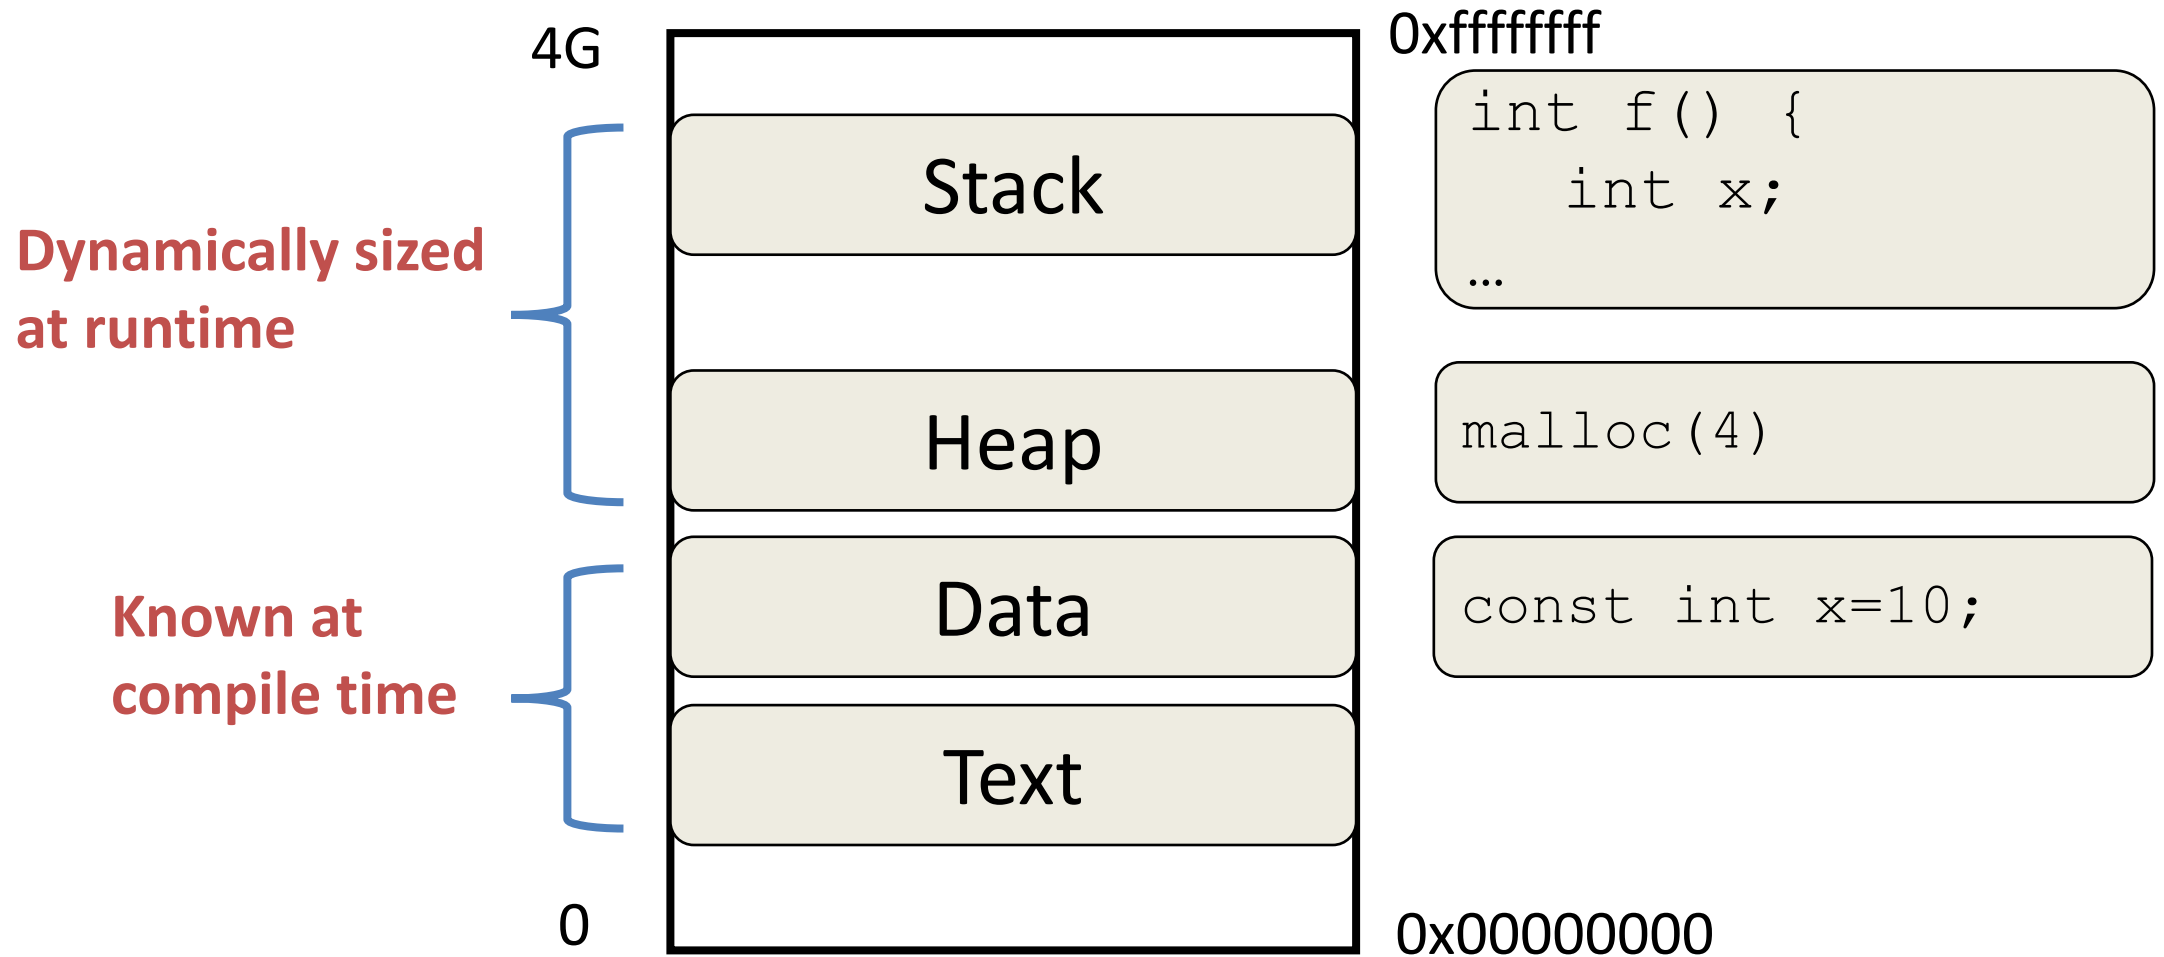 4G
0xffffffff
Stack
int f() {
int x;
…
Dynamically sized
at runtime
Heap
malloc(4)
Data
const int x=10;
Known at
compile time
Text
0
0x00000000